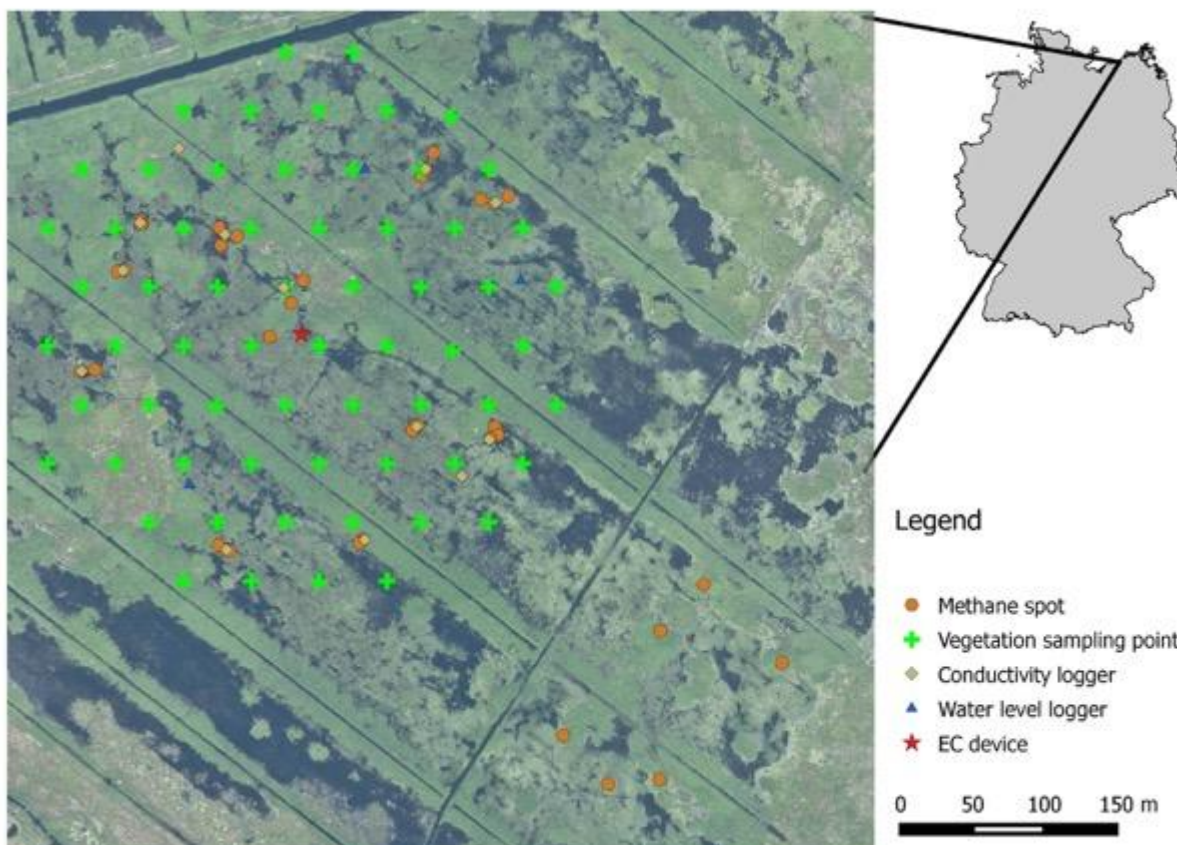 Legend
Methane spot
Vegetation sampling point
Conductivity logger
Water level logger
EC device
0 50 100 150 m